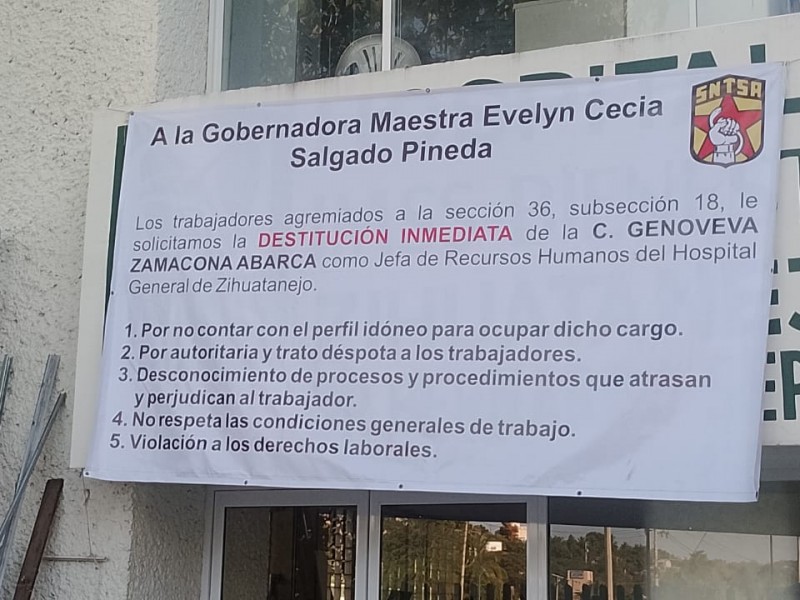 A la Gobernadora Maestra Evelyn Cecia
Salgado Pineda
SNTSA
Los trabajadores agremiados a la sección 36, subsección 18, le
solicitamos la DESTITUCIÓN INMEDIATA de la C. GENOVEVA
ZAMACONA ABARCA como Jefa de Recursos Humanos del Hospital
General de Zihuatanejo.
1. Por no contar con el perfil idóneo para ocupar dicho cargo.
2. Por autoritaria y trato déspota a los trabajadores.
3. Desconocimiento de procesos y procedimientos que atrasan
y perjudican al trabajador.
4. No respeta las condiciones generales de trabajo.
5. Violación a los derechos laborales.